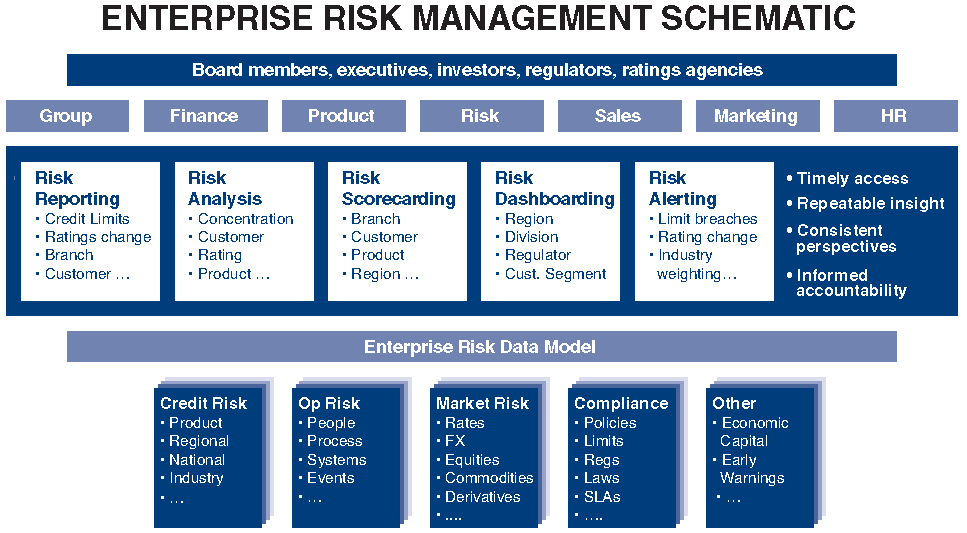 ENTERPRISE RISK MANAGEMENT SCHEMATIC
Board members, executives, investors, regulators, ratings agencies
Group
Finance
Product
Risk
Sales
Marketing
HR
Risk
Reporting
• Credit Limits
• Ratings change
• Branch
• Customer …
Risk
Analysis
• Concentration
• Customer
• Rating
• Product …
Risk
Scorecarding
• Branch
• Customer
• Product
• Region …
Risk
Dashboarding
• Region
• Division
• Regulator
• Cust. Segment
Risk
Alerting
• Limit breaches
• Rating change
• Industry
weighting…
• Timely access
• Repeatable insight
• Consistent
perspectives
• Informed
accountability
Enterprise Risk Data Model
Credit Risk
• Product
• Regional
• National
• Industry
• …
Op Risk
• People
• Process
• Systems
• Events
• …
Market Risk
• Rates
• FX
• Equities
• Commodities
• Derivatives
• ....
Compliance
• Policies
• Limits
• Regs
• Laws
• SLAs
• ….
Other
• Economic
Capital
• Early
Warnings
• …